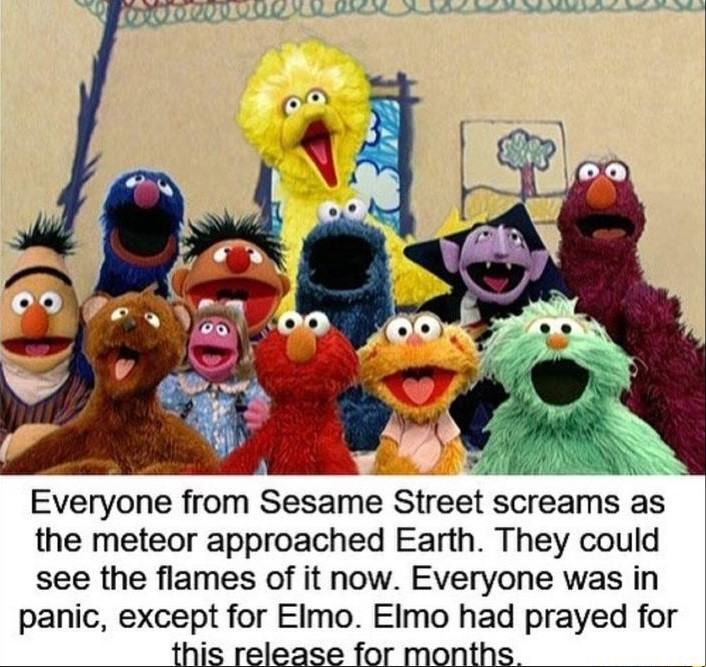 Everyone from Sesame Street screams as
the meteor approached Earth. They could
see the flames of it now. Everyone was in
panic, except for Elmo. Elmo had prayed for
this release for months.